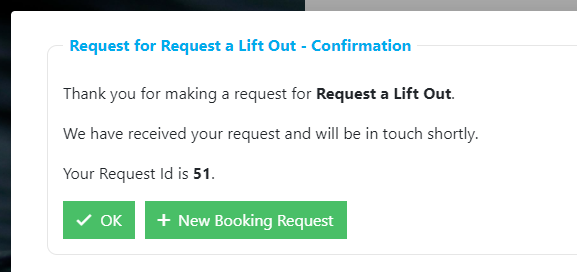 Request for Request a Lift Out - Confirmation
Thank you for making a request for Request a Lift Out.
We have received your request and will be in touch shortly.
Your Request Id is 51.
OK
New Booking Request